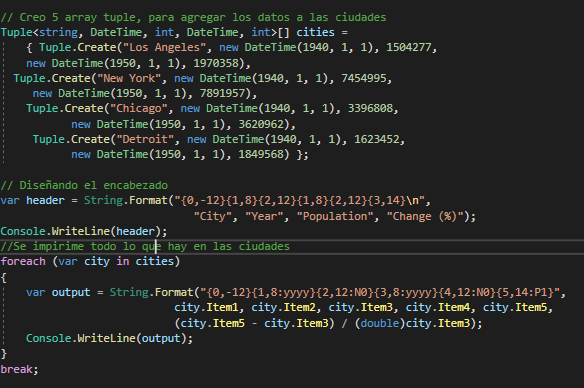 // Creo 5 array tuple, para agregar los datos a las ciudades
Tuple<string, DateTime, int, DateTime, int>[] cities =
{ Tuple.Create("Los Angeles", new DateTime(1940, 1, 1), 1504277,
new DateTime(1950, 1, 1), 1970358),
Tuple.Create("New York", new DateTime(1940, 1, 1), 7454995,
new DateTime(1950, 1, 1), 7891957),
Tuple.Create("Chicago", new DateTime(1940, 1, 1), 3396808,
new DateTime(1950, 1, 1), 3620962),
Tuple.Create("Detroit", new DateTime(1940, 1, 1), 1623452,
new DateTime(1950, 1, 1), 1849568) };
// Diseñando el encabezado
var header = String.Format("{0,-12}{1,8}{2,12}{1,8}{2,12}{3,14}\n",
"City", "Year", "Population", "Change (%)");
Console.WriteLine(header);
//Se impirime todo lo que hay en las ciudades
foreach (var city in cities)
{
var output = String.Format("{0,-12}{1,8:yyyy}{2,12:N0}{3,8:yyyy}{4,12:N0}{5,14:P1}",
city.Item1, city.Item2, city.Item3, city.Item4, city.Item5,
(city.Item5 - city.Item3) / (double)city.Item3);
Console.WriteLine(output);
}
break;